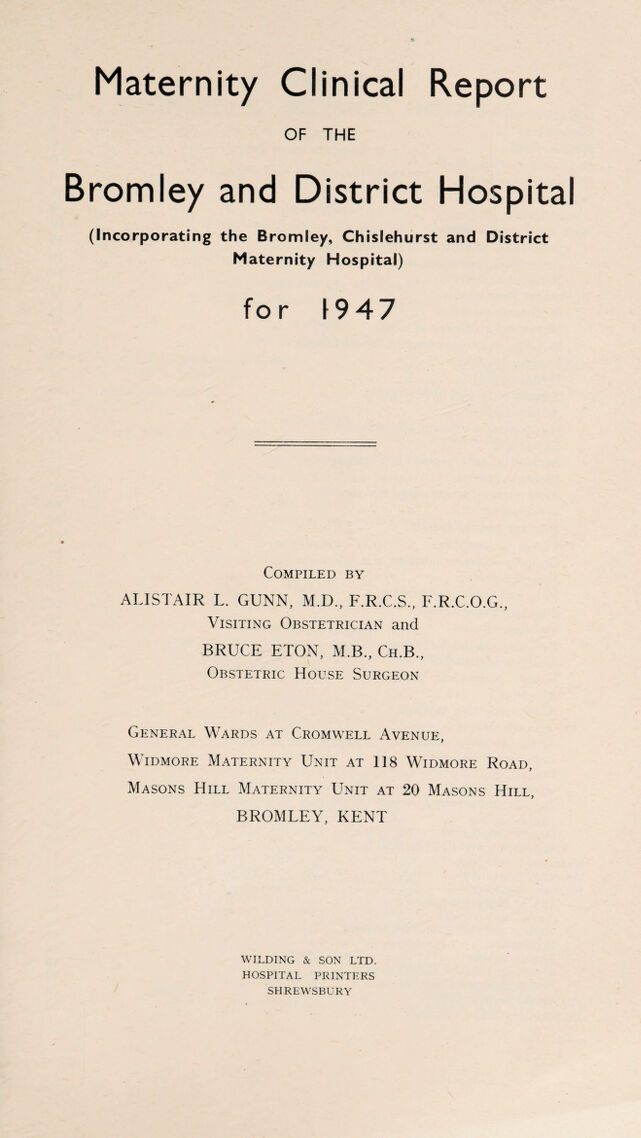 Maternity Clinical Report
OF THE
Bromley and District Hospital
(Incorporating the Bromley, Chislehurst and District
Maternity Hospital)
for 1947
COMPILED BY
ALISTAIR L. GUNN, M.D., F.R.C.S., F.R.C.O.G.,
VISITING OBSTETRICIAN and
BRUCE ETON, M.B., CH.B.,
OBSTETRIC HOUSE SURGEON
GENERAL WARDS AT CROMWELL AVENUE,
WIDMORE MATERNITY UNIT AT 118 WIDMORE ROAD,
MASONS HILL MATERNITY UNIT AT 20 MASONS HILL,
BROMLEY, KENT
WILDING & SON LTD.
HOSPITAL PRINTERS
SHREWSBURY